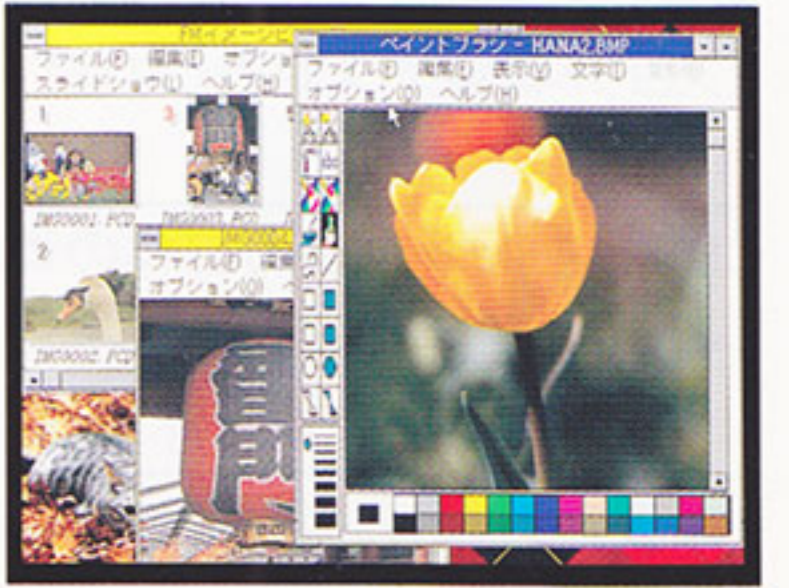 FMイメージビ
ファイル(F) 編集(E) オプショ
スライドショウ(L) ヘルプ(H)
1
3
IMG0001.PCD IMG0003.PCD
2
IMG0002.PCD
ファイル(F) 編集
オプション(O)
ペイントブラシ - HANA2.BMP
ファイル(F) 編集(E) 表示(V) 文字(T)
オプション(O) ヘルプ(H)